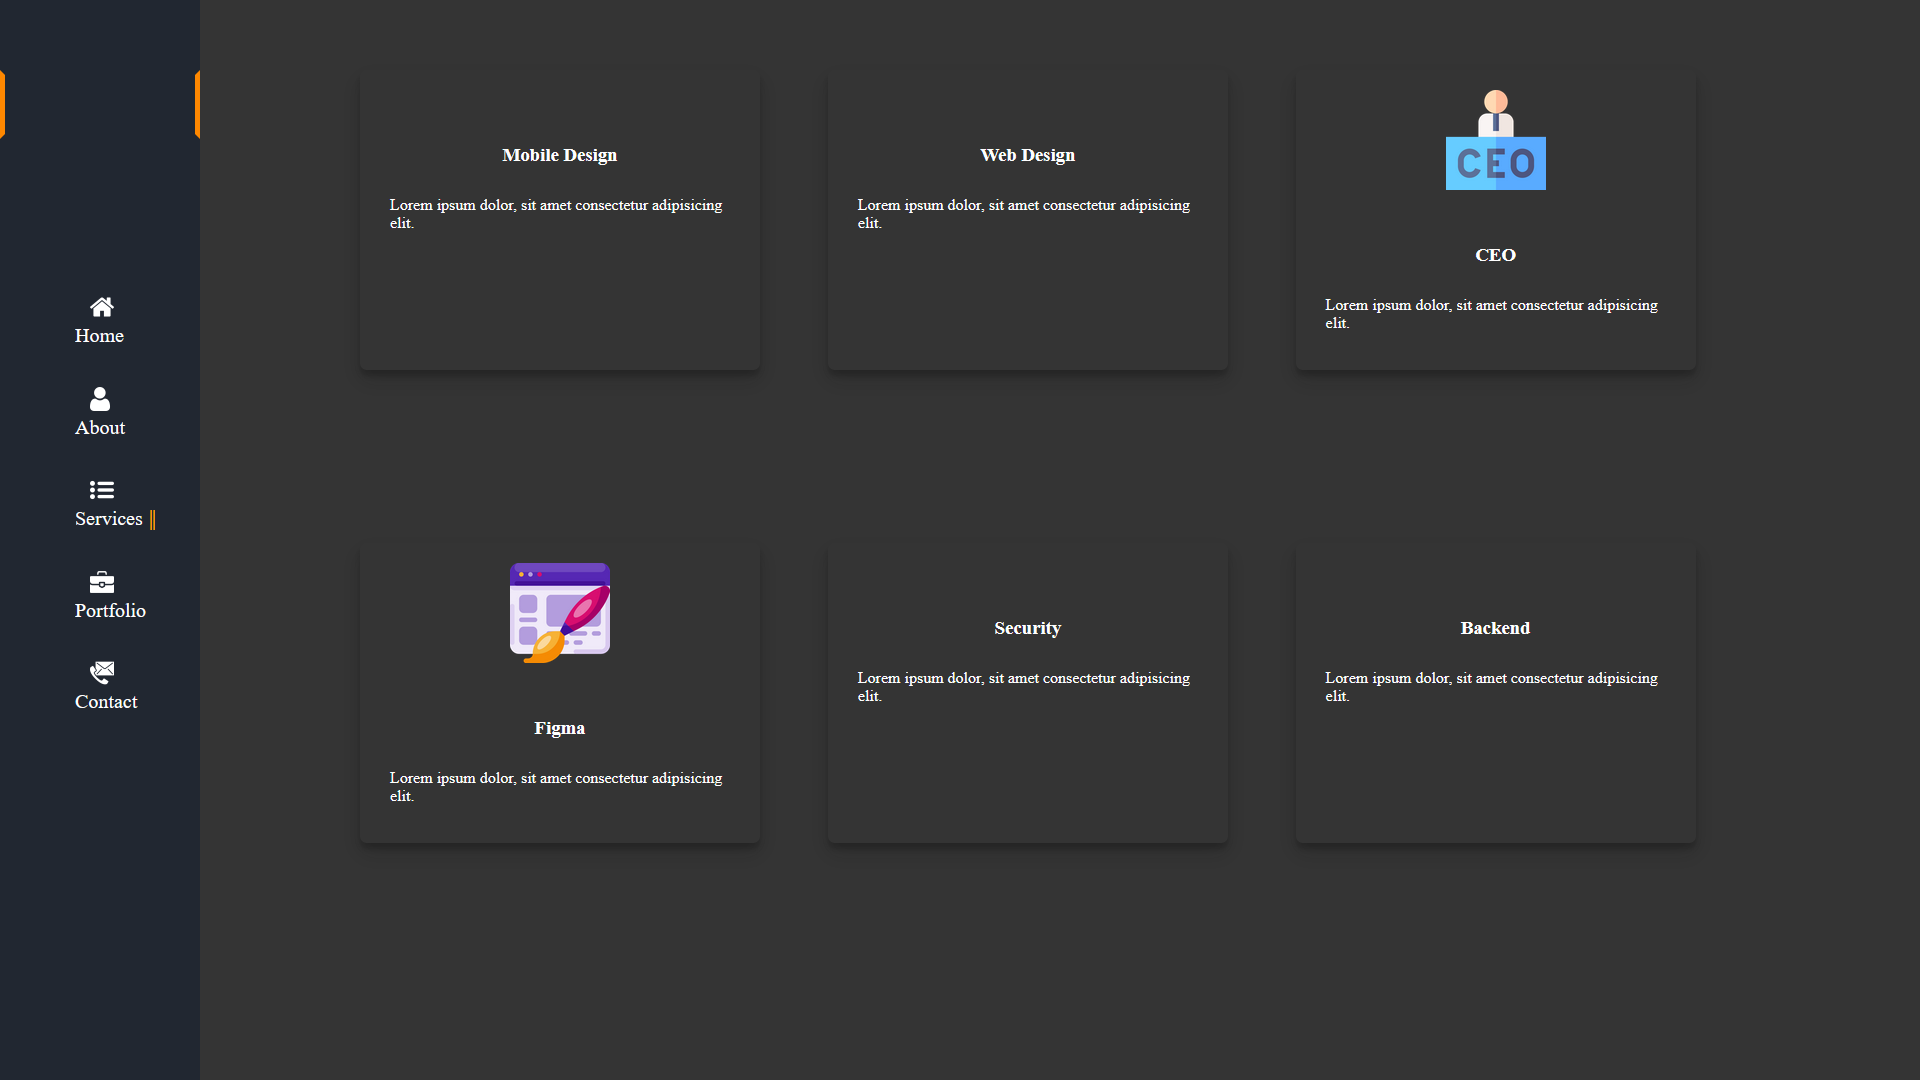 Home
About
Services ||
Portfolio
Contact
Mobile Design
Lorem ipsum dolor, sit amet consectetur adipisicing
elit.
Web Design
Lorem ipsum dolor, sit amet consectetur adipisicing
elit.
CEO
CEO
Lorem ipsum dolor, sit amet consectetur adipisicing
elit.
Figma
Lorem ipsum dolor, sit amet consectetur adipisicing
elit.
Security
Lorem ipsum dolor, sit amet consectetur adipisicing
elit.
Backend
Lorem ipsum dolor, sit amet consectetur adipisicing
elit.